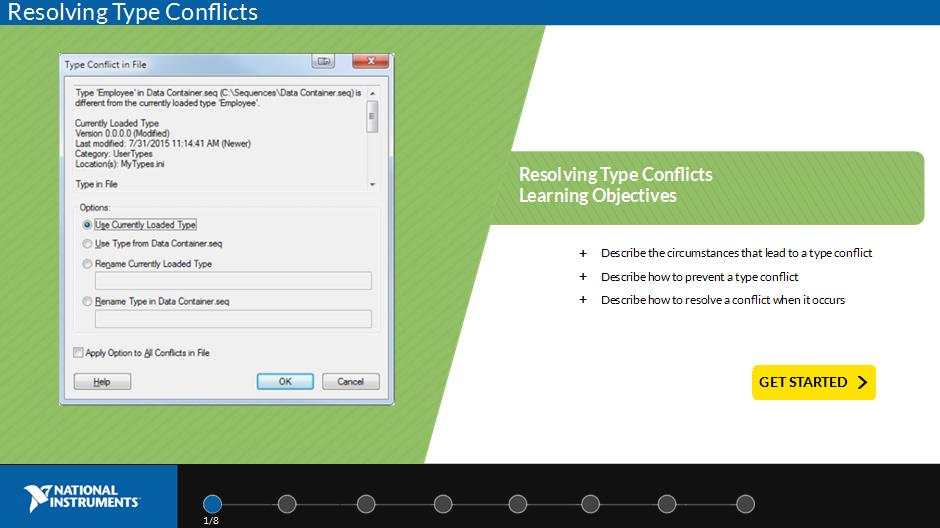 Resolving Type Conflicts
Type Conflict in File
Type 'Employee' in Data Container.seq (C:\Sequences\Data Container.seq) is
different from the currently loaded type 'Employee'.
Currently Loaded Type
Version 0.0.0.0 (Modified)
Last modified: 7/31/2015 11:14:41 AM (Newer)
Category: UserTypes
Location(s): MyTypes.ini
Type in File
Options:
Use Currently Loaded Type
Use Type from Data Container.seq
Rename Currently Loaded Type
Rename Type in Data Container.seq
Apply Option to All Conflicts in File
Help
OK
Cancel
Resolving Type Conflicts
Learning Objectives
+ Describe the circumstances that lead to a type conflict
+ Describe how to prevent a type conflict
+ Describe how to resolve a conflict when it occurs
GET STARTED
NATIONAL
INSTRUMENTS
1/8